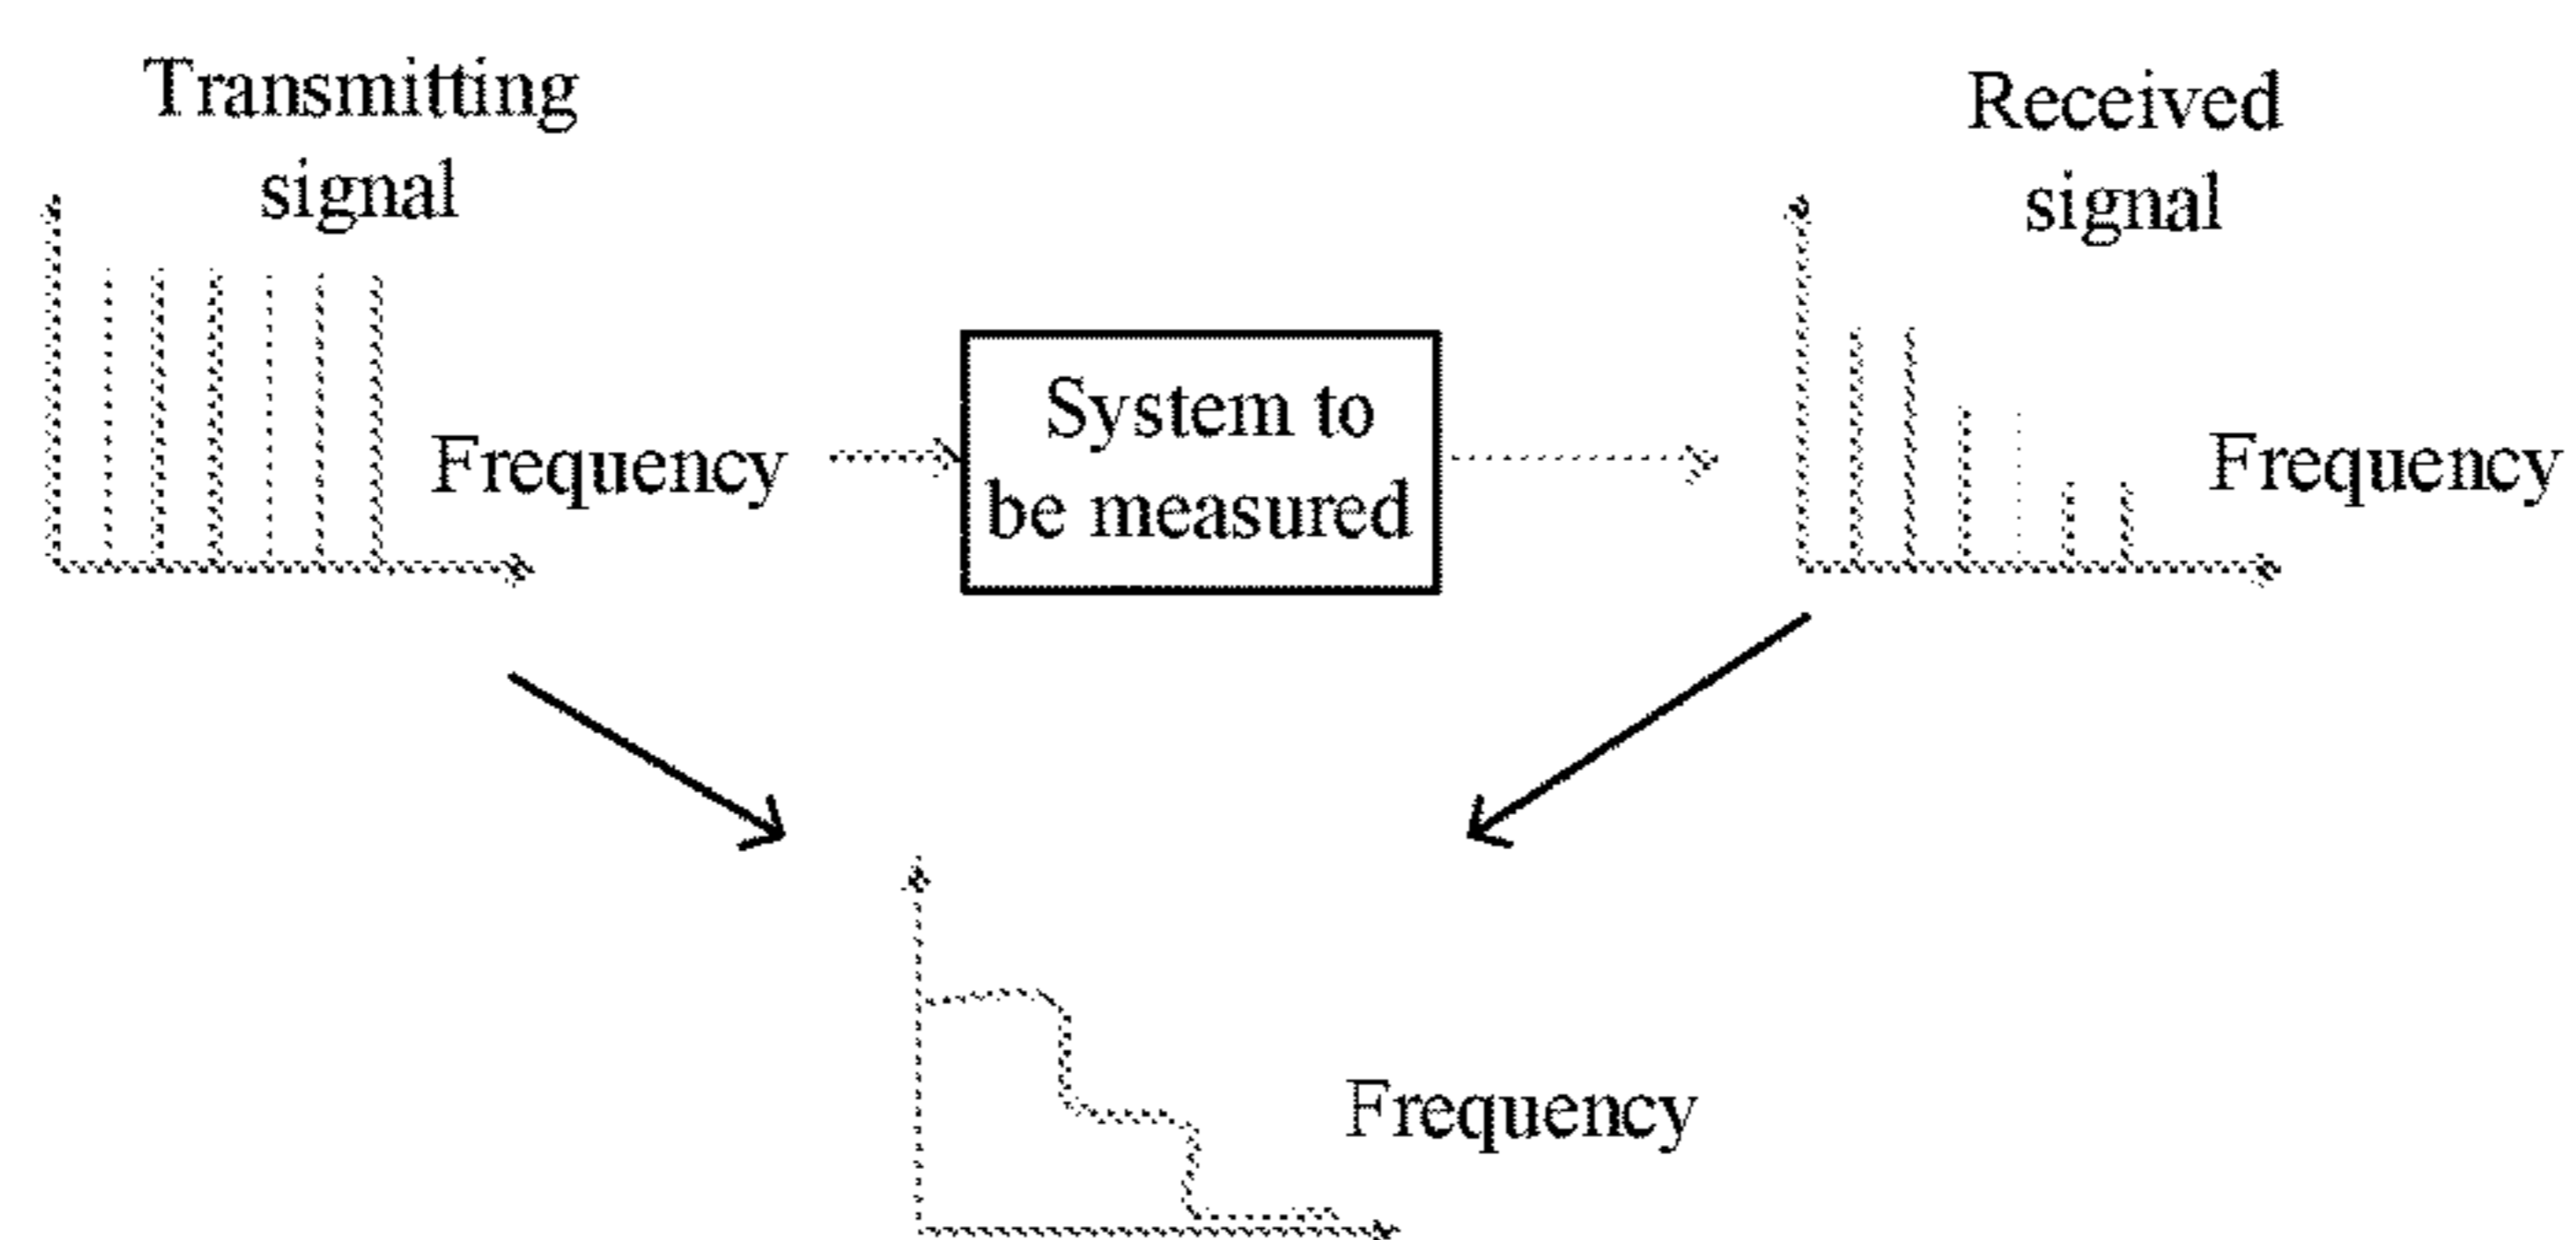 Transmitting
signal
Frequency
System to
be measured
Received
signal
Frequency
Frequency